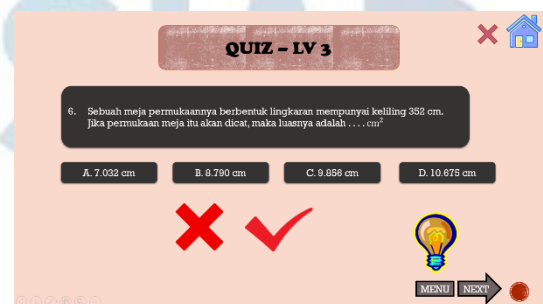 QUIZ – LV 3
6. Sebuah meja permukaannya berbentuk lingkaran mempunyai keliling 352 cm.
Jika permukaan meja itu akan dicat, maka luasnya adalah . . . . cm²
A. 7.032 cm
B. 8.790 cm
C. 9.856 cm
D. 10.675 cm
MENU
NEXT